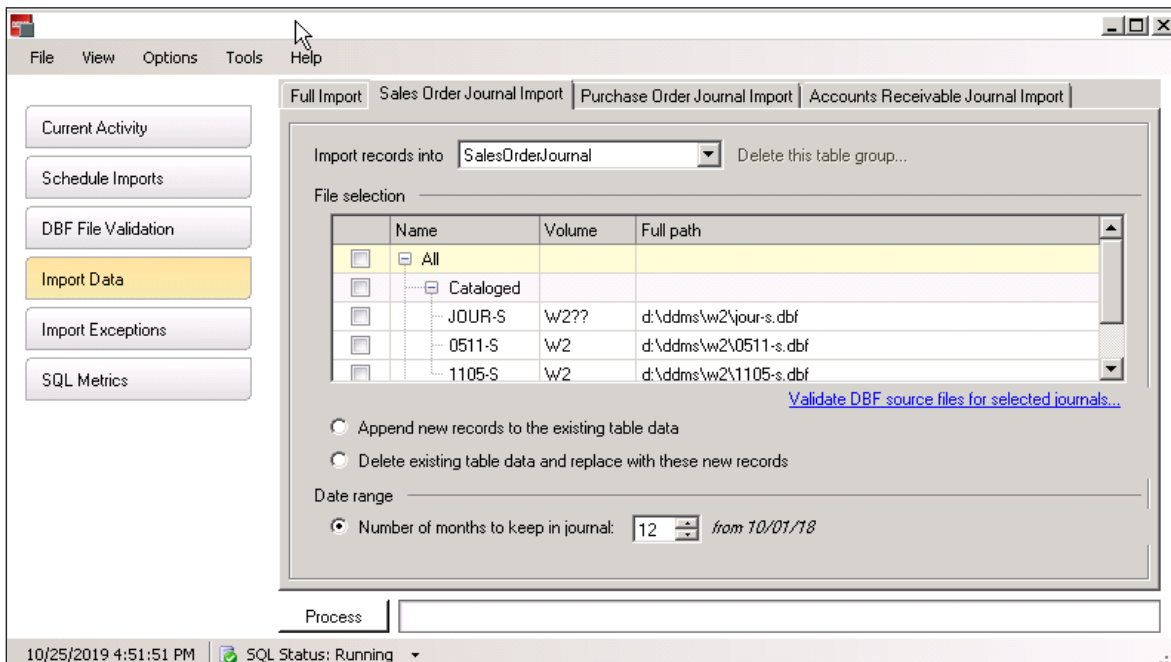 File View Options Tools Help
Full Import Sales Order Journal Import Purchase Order Journal Import Accounts Receivable Journal Import
Current Activity
Schedule Imports
DBF File Validation
Import Data
Import Exceptions
SQL Metrics
Import records into SalesOrderJournal Delete this table group...
File selection
Name Volume Full path
All
Cataloged
JOUR-S W2?? d:\ddms\w2\jour-s.dbf
0511-S W2 d:\ddms\w2\0511-s.dbf
1105-S W2 d:\ddms\w2\1105-s.dbf
Validate DBF source files for selected journals...
Append new records to the existing table data
Delete existing table data and replace with these new records
Date range
Number of months to keep in journal: 12 from 10/01/18
Process
10/25/2019 4:51:51 PM SQL Status: Running